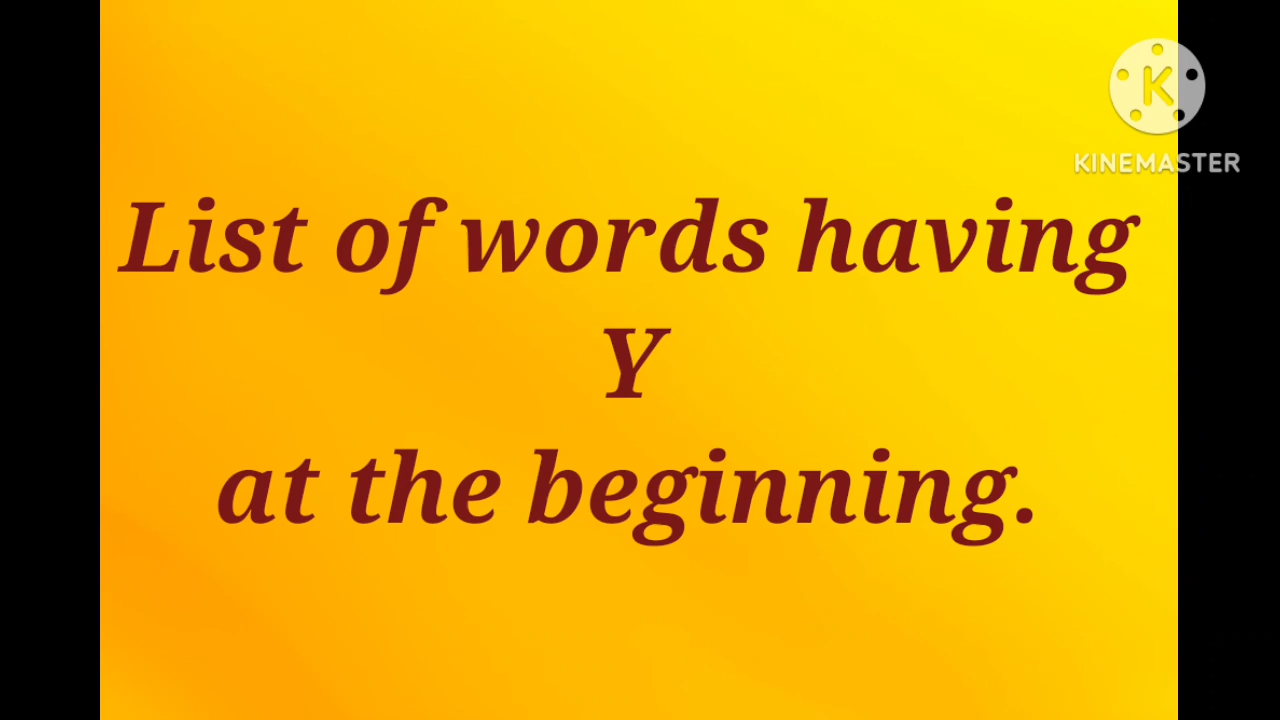 K
KINEMASTER
List of words having
Y
at the beginning.